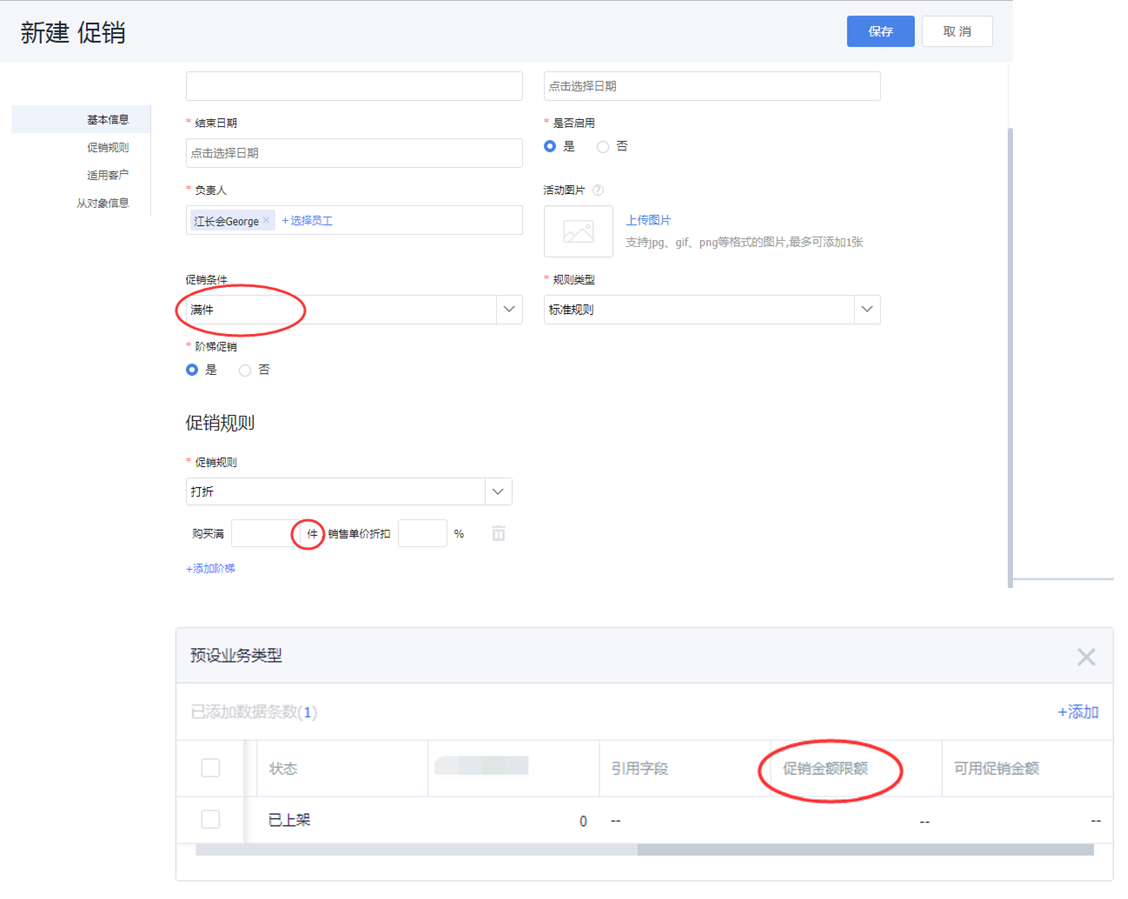 新建 促销
保存
取 消
基本信息
促销规则
适用客户
从对象信息
点击选择日期
* 结束日期
* 是否启用
点击选择日期
是
否
* 负责人
活动图片 ?
江长会George × +选择员工
上传图片
支持jpg、gif、png等格式的图片,最多可添加1张
促销条件
* 规则类型
满件
标准规则
* 阶梯促销
是
否
促销规则
* 促销规则
打折
购买满 件 销售单价折扣 %
+添加阶梯
预设业务类型
已添加数据条数(1)
+添加
状态 引用字段 促销金额限额 可用促销金额
已上架 0 -- -- --